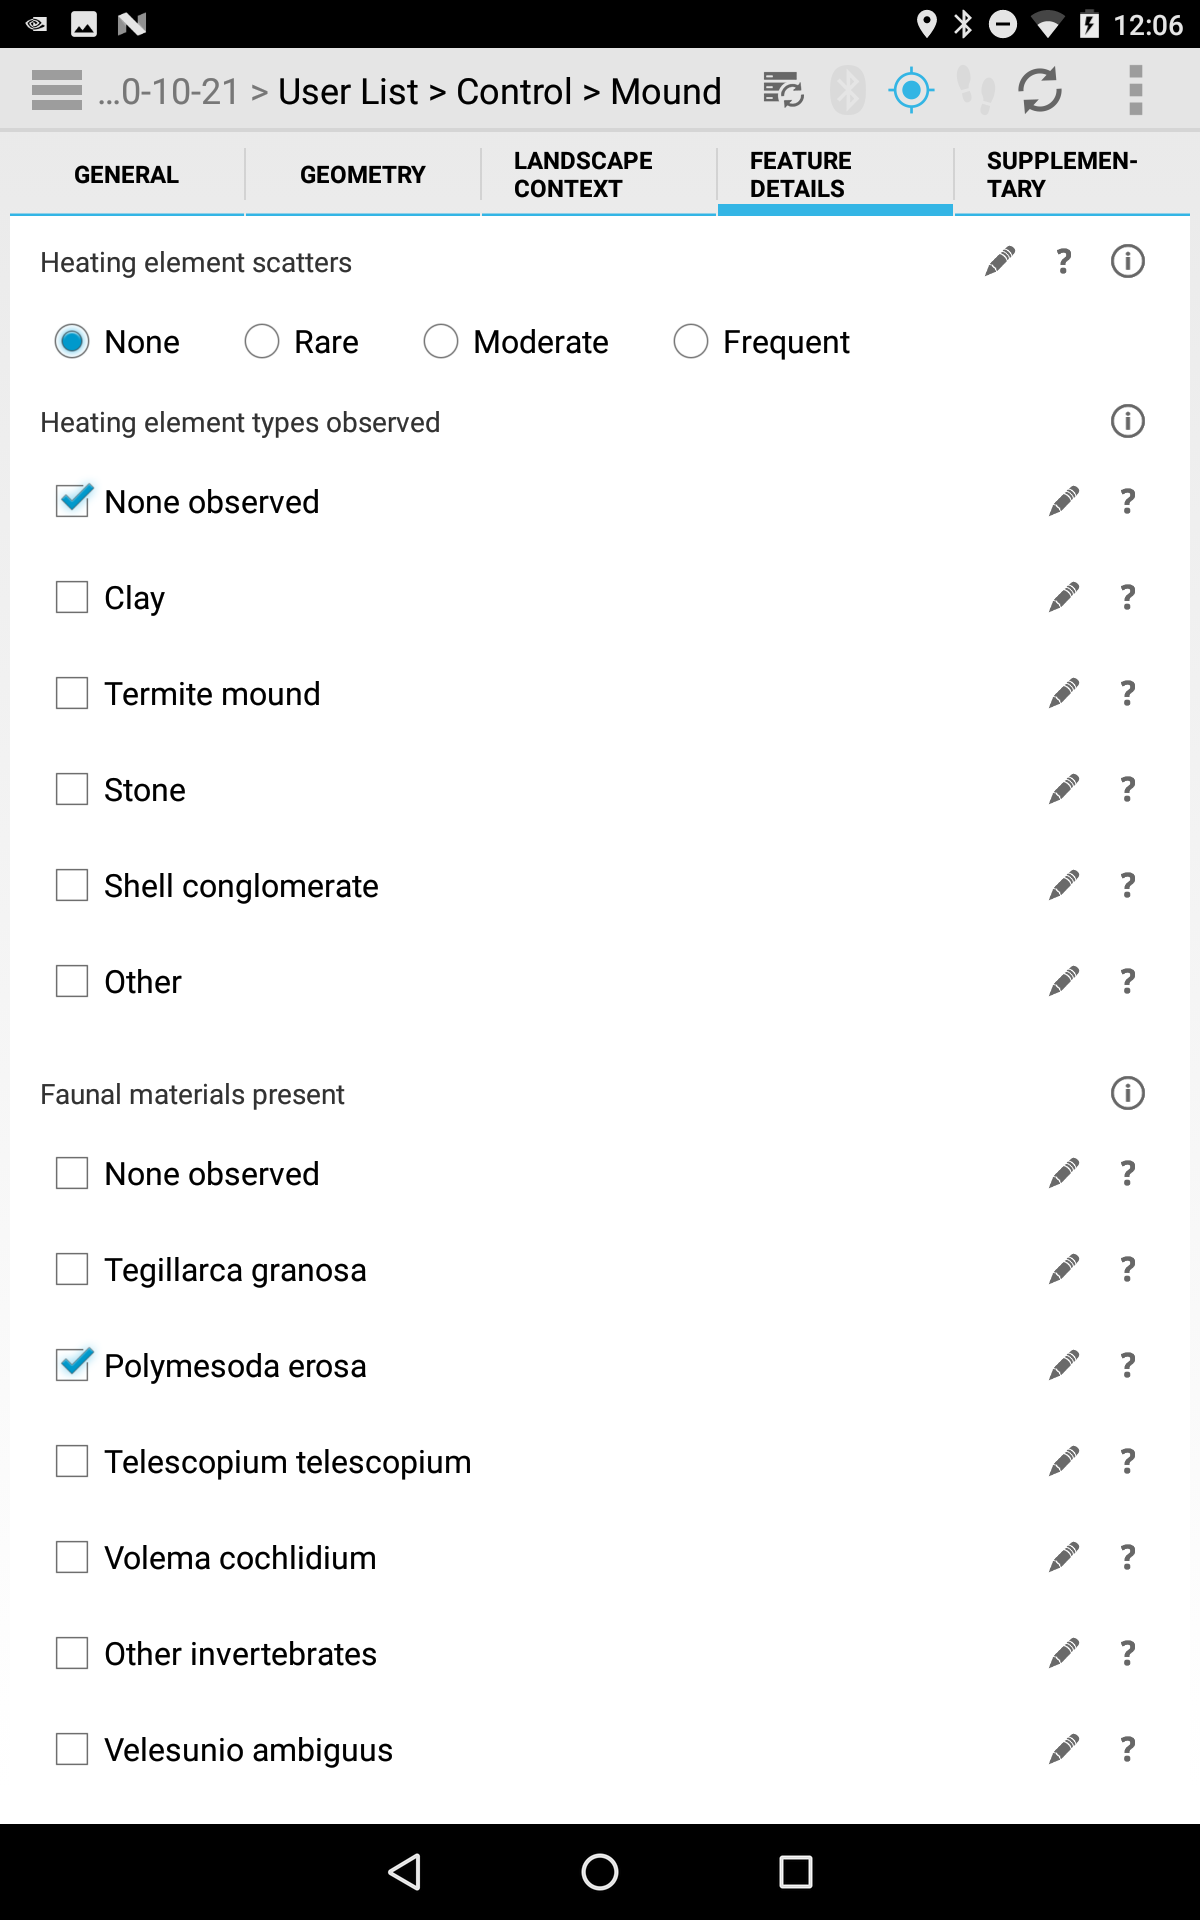 12:06
...0-10-21 > User List > Control > Mound
GENERAL
GEOMETRY
LANDSCAPE
CONTEXT
FEATURE
DETAILS
SUPPLEMEN-
TARY
Heating element scatters ?
None Rare Moderate Frequent
Heating element types observed
None observed ?
Clay ?
Termite mound ?
Stone ?
Shell conglomerate ?
Other ?
Faunal materials present
None observed ?
Tegillarca granosa ?
Polymesoda erosa ?
Telescopium telescopium ?
Volema cochlidium ?
Other invertebrates ?
Velesunio ambiguus ?